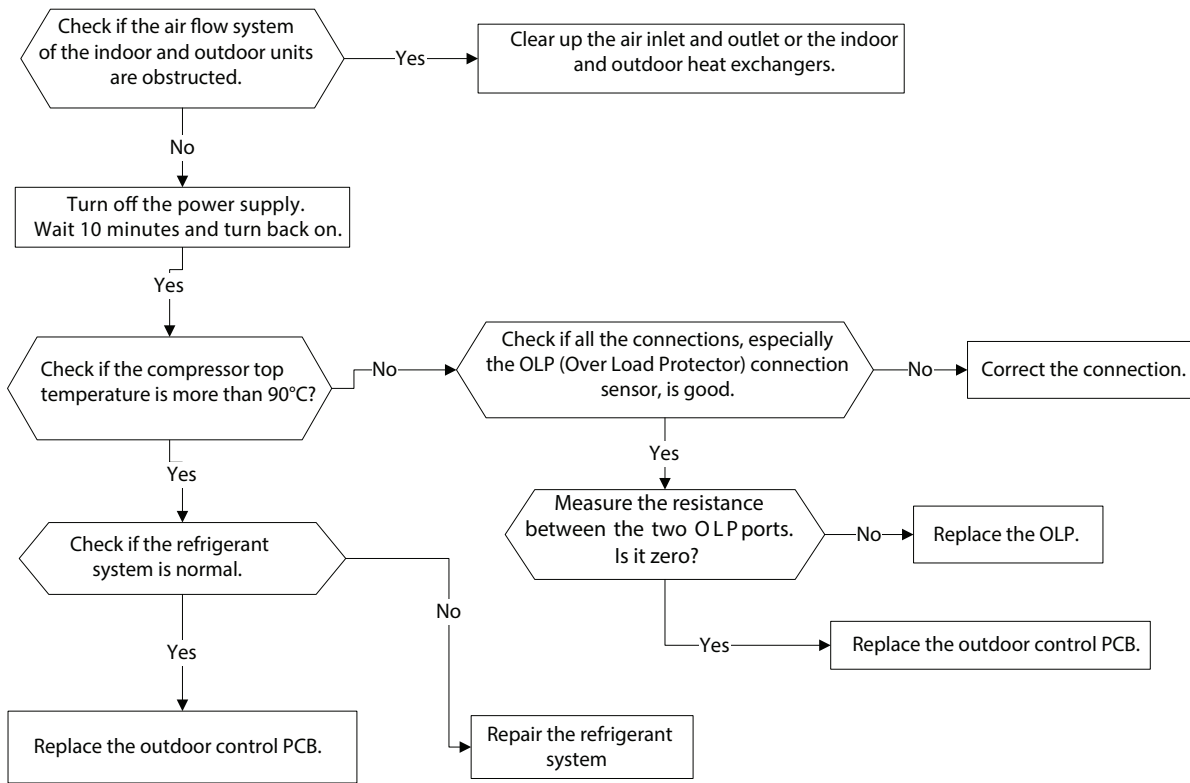 Check if the air flow system
of the indoor and outdoor units
are obstructed.
Yes
Clear up the air inlet and outlet or the indoor
and outdoor heat exchangers.
No
Turn off the power supply.
Wait 10 minutes and turn back on.
Yes
Check if the compressor top
temperature is more than 90°C?
No
Check if all the connections, especially
the OLP (Over Load Protector) connection
sensor, is good.
No
Correct the connection.
Yes
Yes
Measure the resistance
between the two OLP ports.
Is it zero?
No
Replace the OLP.
Check if the refrigerant
system is normal.
No
Yes
Yes
Replace the outdoor control PCB.
Replace the outdoor control PCB.
Repair the refrigerant
system